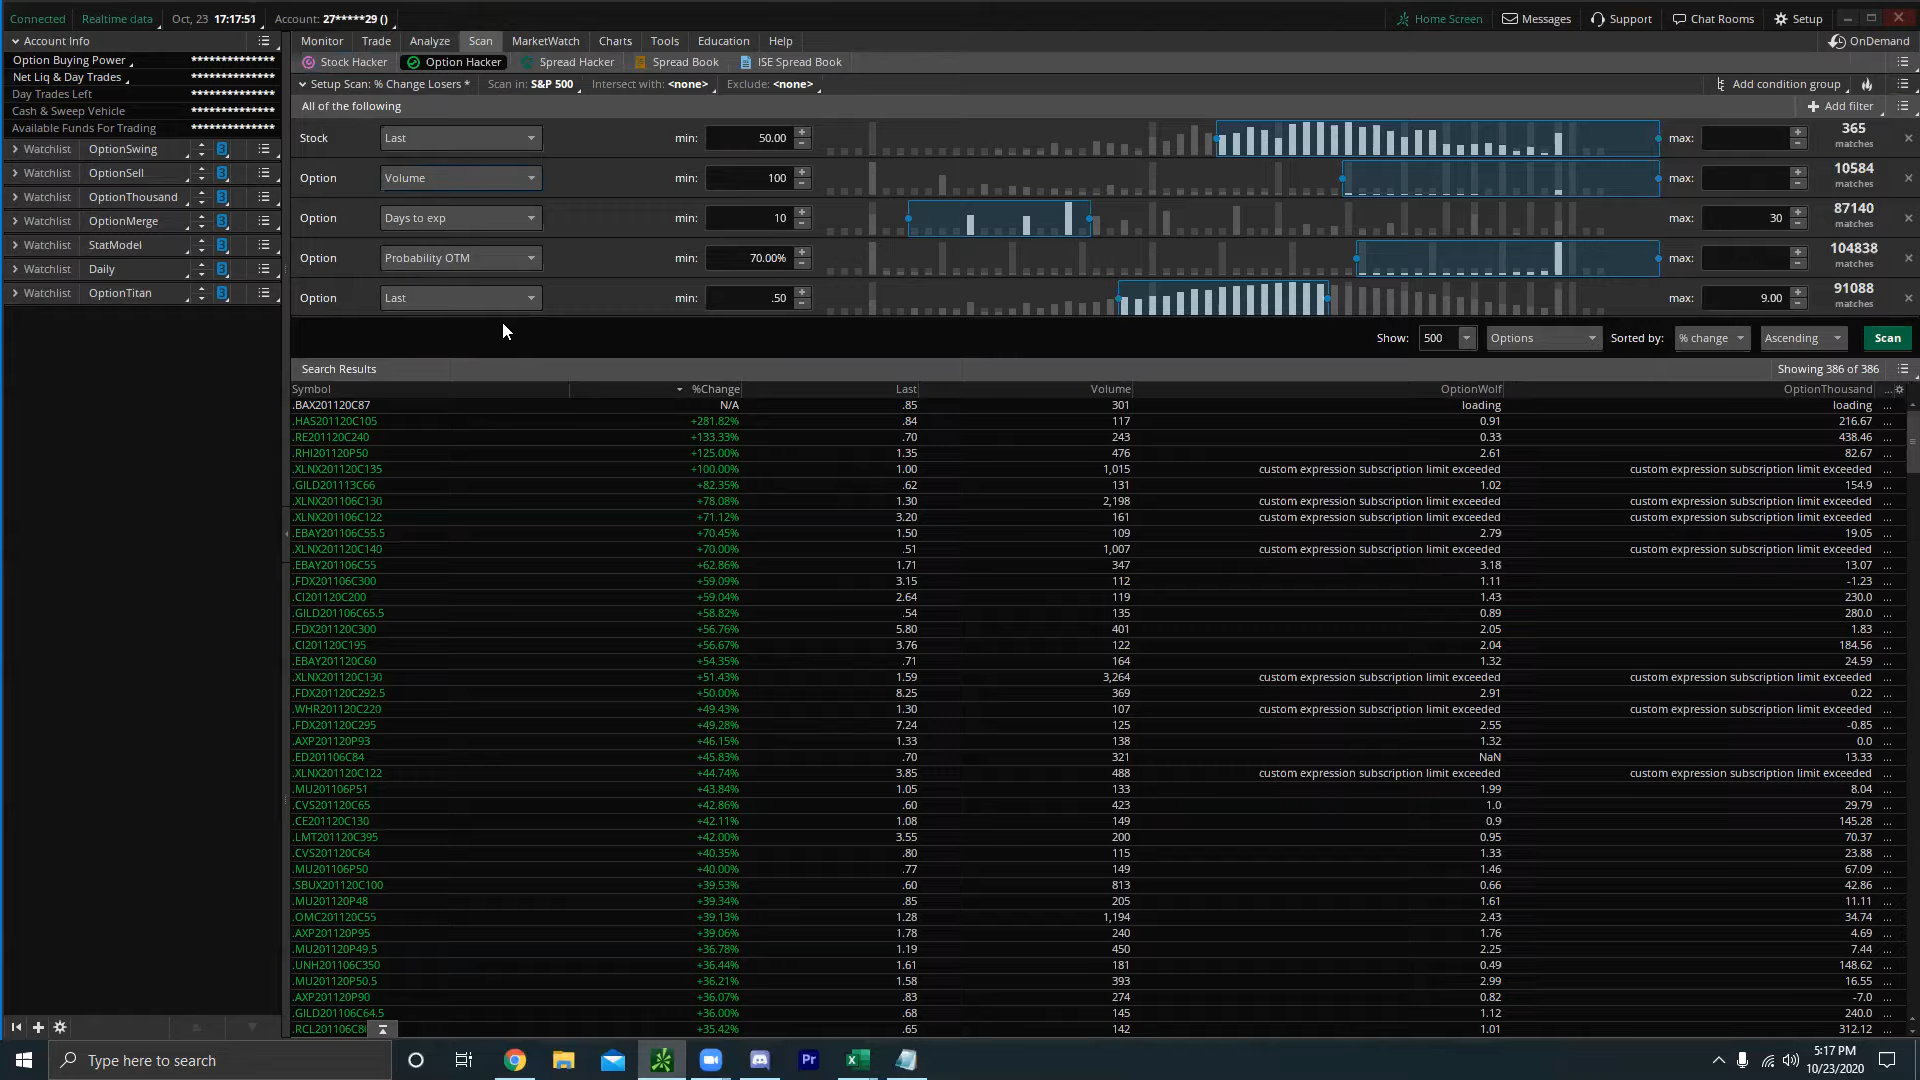 Connected Realtime data Oct, 23 17:17:51 Account: 27*****29 () Home Screen Messages Support Chat Rooms Setup
Account Info Monitor Trade Analyze Scan MarketWatch Charts Tools Education Help OnDemand
Option Buying Power ************** Stock Hacker Option Hacker Spread Hacker Spread Book ISE Spread Book
Net Liq & Day Trades ************** Setup Scan: % Change Losers * Scan in: S&P 500 Intersect with: <none> Exclude: <none> Add condition group
Day Trades Left **************
Cash & Sweep Vehicle ************** All of the following Add filter
Available Funds For Trading **************
Watchlist OptionSwing 3
Watchlist OptionSell 3
Watchlist OptionThousand 3
Watchlist OptionMerge 3
Watchlist StatModel 3
Watchlist Daily 3
Watchlist OptionTitan 3
Stock Last min: 50.00 max: 365 matches
Option Volume min: 100 max: 10584 matches
Option Days to exp min: 10 max: 30 87140 matches
Option Probability OTM min: 70.00% max: 104838 matches
Option Last min: .50 max: 9.00 91088 matches
Show: 500 Options Sorted by: % change Ascending Scan
Search Results Showing 386 of 386
Symbol %Change Last Volume OptionWolf OptionThousand ...
.BAX201120C87 N/A .85 301 loading loading ...
.HAS201120C105 +281.82% .84 117 0.91 216.67 ...
.RE201120C240 +133.33% .70 243 0.33 438.46 ...
.RHI201120P50 +125.00% 1.35 476 2.61 82.67 ...
.XLNX201120C135 +100.00% 1.00 1,015 custom expression subscription limit exceeded custom expression subscription limit exceeded ...
.GILD201113C66 +82.35% .62 131 1.02 154.9 ...
.XLNX201106C130 +78.08% 1.30 2,198 custom expression subscription limit exceeded custom expression subscription limit exceeded ...
.XLNX201106C122 +71.12% 3.20 161 custom expression subscription limit exceeded custom expression subscription limit exceeded ...
.EBAY201106C55.5 +70.45% 1.50 109 2.79 19.05 ...
.XLNX201120C140 +70.00% .51 1,007 custom expression subscription limit exceeded custom expression subscription limit exceeded ...
.EBAY201106C55 +62.86% 1.71 347 3.18 13.07 ...
.FDX201106C300 +59.09% 3.15 112 1.11 -1.23 ...
.CI201120C200 +59.04% 2.64 119 1.43 230.0 ...
.GILD201106C65.5 +58.82% .54 135 0.89 280.0 ...
.FDX201120C300 +56.76% 5.80 401 2.05 1.83 ...
.CI201120C195 +56.67% 3.76 122 2.04 184.56 ...
.EBAY201120C60 +54.35% .71 164 1.32 24.59 ...
.XLNX201120C130 +51.43% 1.59 3,264 custom expression subscription limit exceeded custom expression subscription limit exceeded ...
.FDX201120C292.5 +50.00% 8.25 369 2.91 0.22 ...
.WHR201120C220 +49.43% 1.30 107 custom expression subscription limit exceeded custom expression subscription limit exceeded ...
.FDX201120C295 +49.28% 7.24 125 2.55 -0.85 ...
.AXP201120P93 +46.15% 1.33 138 1.32 0.0 ...
.ED201106C84 +45.83% .70 321 NaN 13.33 ...
.XLNX201120C122 +44.74% 3.85 488 custom expression subscription limit exceeded custom expression subscription limit exceeded ...
.MU201106P51 +43.84% 1.05 133 1.99 8.04 ...
.CVS201120C65 +42.86% .60 423 1.0 29.79 ...
.CE201120C130 +42.11% 1.08 149 0.9 145.28 ...
.LMT201120C395 +42.00% 3.55 200 0.95 70.37 ...
.CVS201120C64 +40.35% .80 115 1.33 23.88 ...
.MU201106P50 +40.00% .77 149 1.46 67.09 ...
.SBUX201120C100 +39.53% .60 813 0.66 42.86 ...
.MU201120P48 +39.34% .85 205 1.61 11.11 ...
.OMC201120C55 +39.13% 1.28 1,194 2.43 34.74 ...
.AXP201120P95 +39.06% 1.78 240 1.76 4.69 ...
.MU201120P49.5 +36.78% 1.19 450 2.25 7.44 ...
.UNH201106C350 +36.44% 1.61 181 0.49 148.62 ...
.MU201120P50.5 +36.21% 1.58 393 2.99 16.55 ...
.AXP201120P90 +36.07% .83 274 0.82 -7.0 ...
.GILD201106C64.5 +36.00% .68 145 1.12 240.0 ...
.RCL201106C8 +35.42% .65 142 1.01 312.12 ...
Type here to search Pr 5:17 PM
10/23/2020